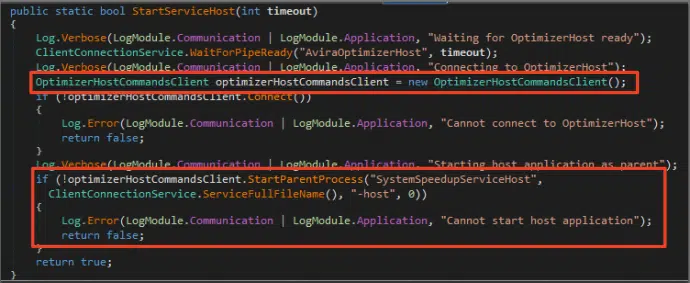 public static bool StartServiceHost(int timeout)
{
Log.Verbose(LogModule.Communication | LogModule.Application, "Waiting for OptimizerHost ready");
ClientConnectionService.WaitForPipeReady("AviraOptimizerHost", timeout);
Log.Verbose(LogModule.Communication | LogModule.Application, "Connecting to OptimizerHost");
OptimizerHostCommandsClient optimizerHostCommandsClient = new OptimizerHostCommandsClient();
if (!optimizerHostCommandsClient.Connect())
{
Log.Error(LogModule.Communication | LogModule.Application, "Cannot connect to OptimizerHost");
return false;
}
Log.Verbose(LogModule.Communication | LogModule.Application, "Starting host application as parent");
if (!optimizerHostCommandsClient.StartParentProcess("SystemSpeedupServiceHost",
ClientConnectionService.ServiceFullFileName(), "-host", 0))
{
Log.Error(LogModule.Communication | LogModule.Application, "Cannot start host application");
return false;
}
return true;
}